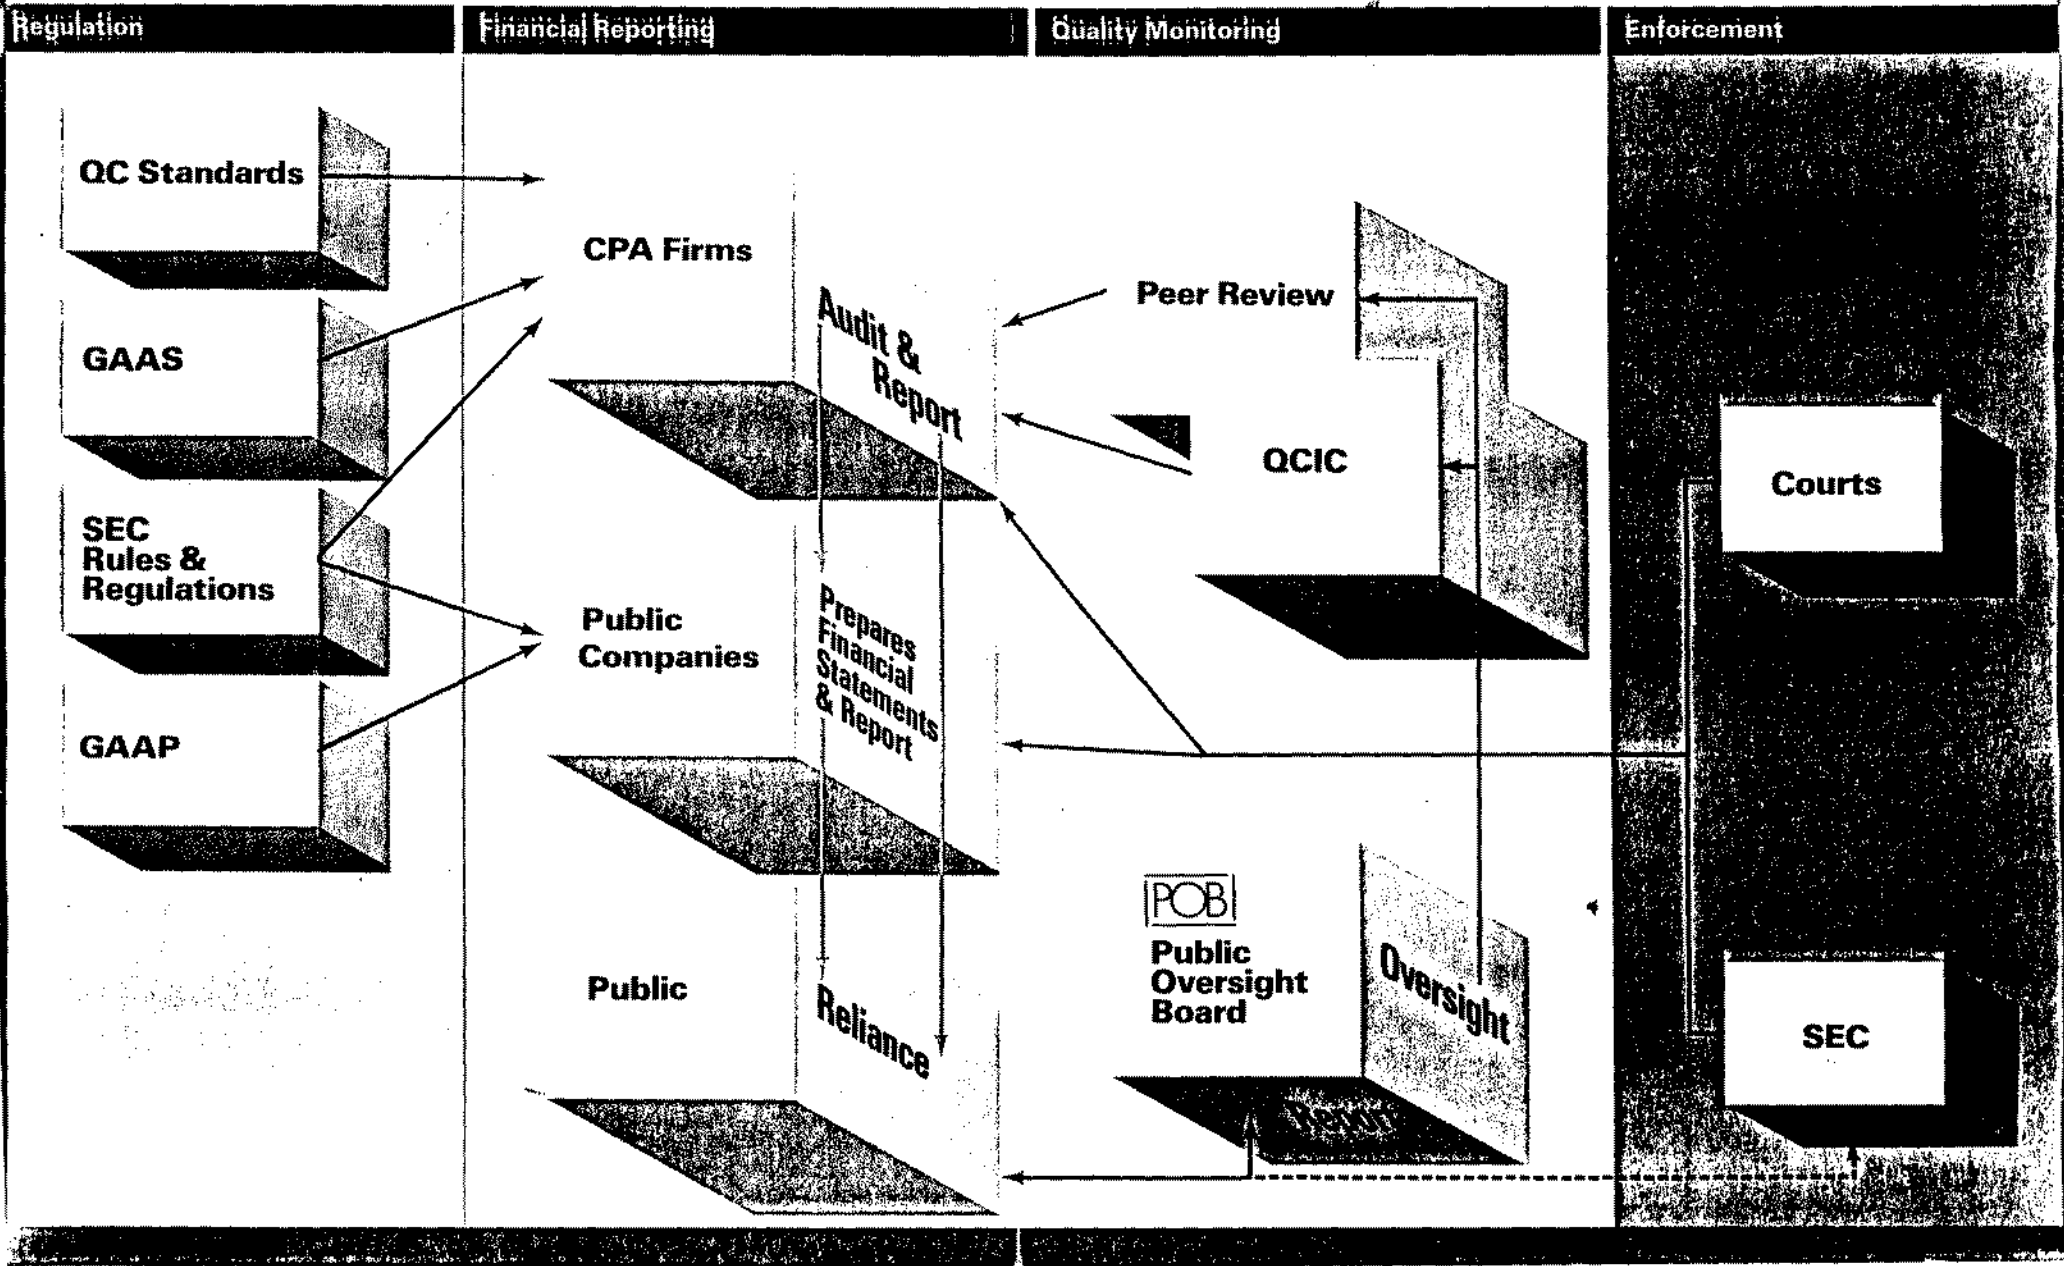 Regulation
Financial Reporting
Quality Monitoring
Enforcement
QC Standards
GAAS
SEC
Rules &
Regulations
GAAP
CPA Firms
Audit &
Report
Public
Companies
Prepares
Financial
Statements
& Report
Public
Reliance
Peer Review
QCIC
POB
Public
Oversight
Board
Oversight
Report
Courts
SEC